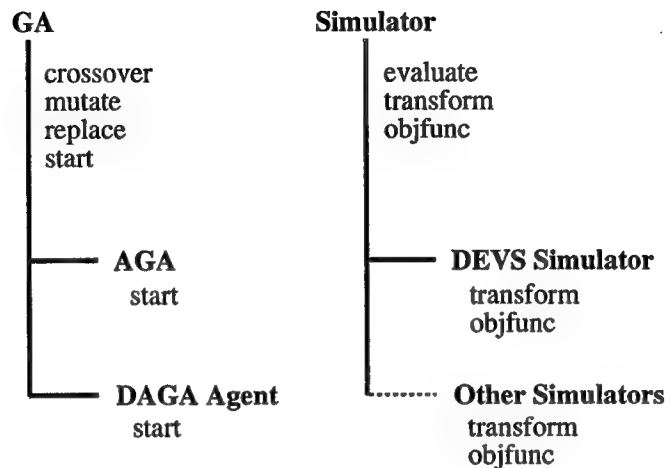 GA
crossover
mutate
replace
start
AGA
start
DAGA Agent
start
Simulator
evaluate
transform
objfunc
DEVS Simulator
transform
objfunc
Other Simulators
transform
objfunc